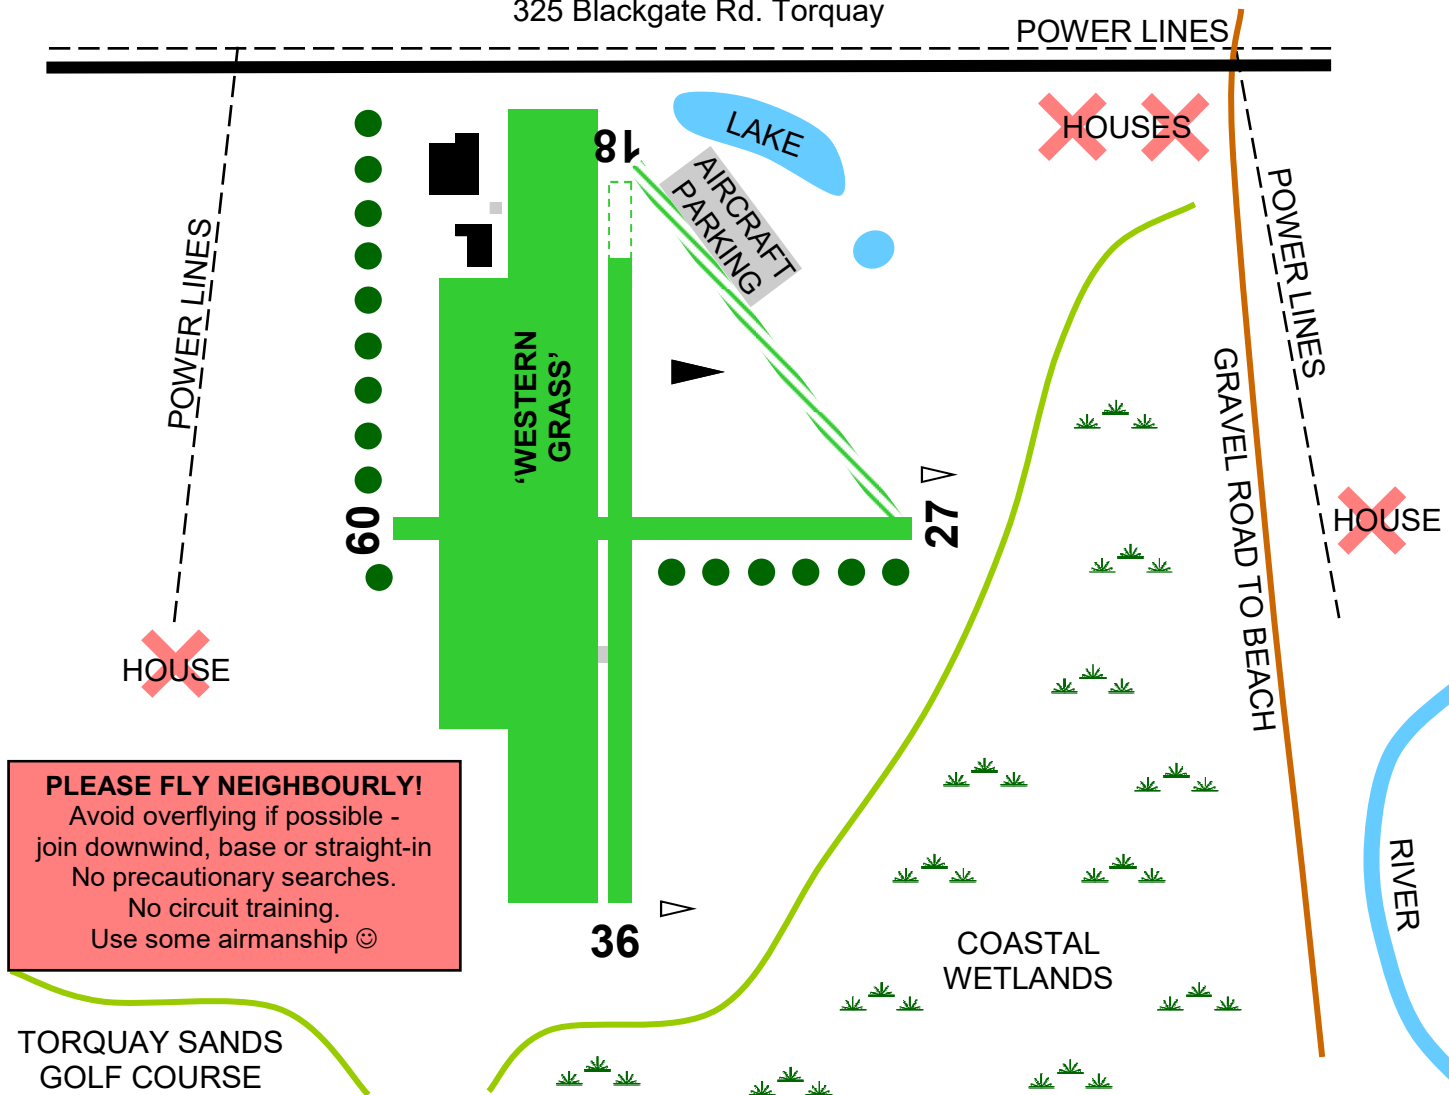 325 Blackgate Rd. Torquay
POWER LINES
18
LAKE
HOUSES
AIRCRAFT
PARKING
POWER LINES
POWER LINES
‘WESTERN
GRASS’
GRAVEL ROAD TO BEACH
09
27
HOUSE
HOUSE
PLEASE FLY NEIGHBOURLY!
Avoid overflying if possible -
join downwind, base or straight-in
No precautionary searches.
No circuit training.
Use some airmanship ☺
RIVER
36
COASTAL
WETLANDS
TORQUAY SANDS
GOLF COURSE